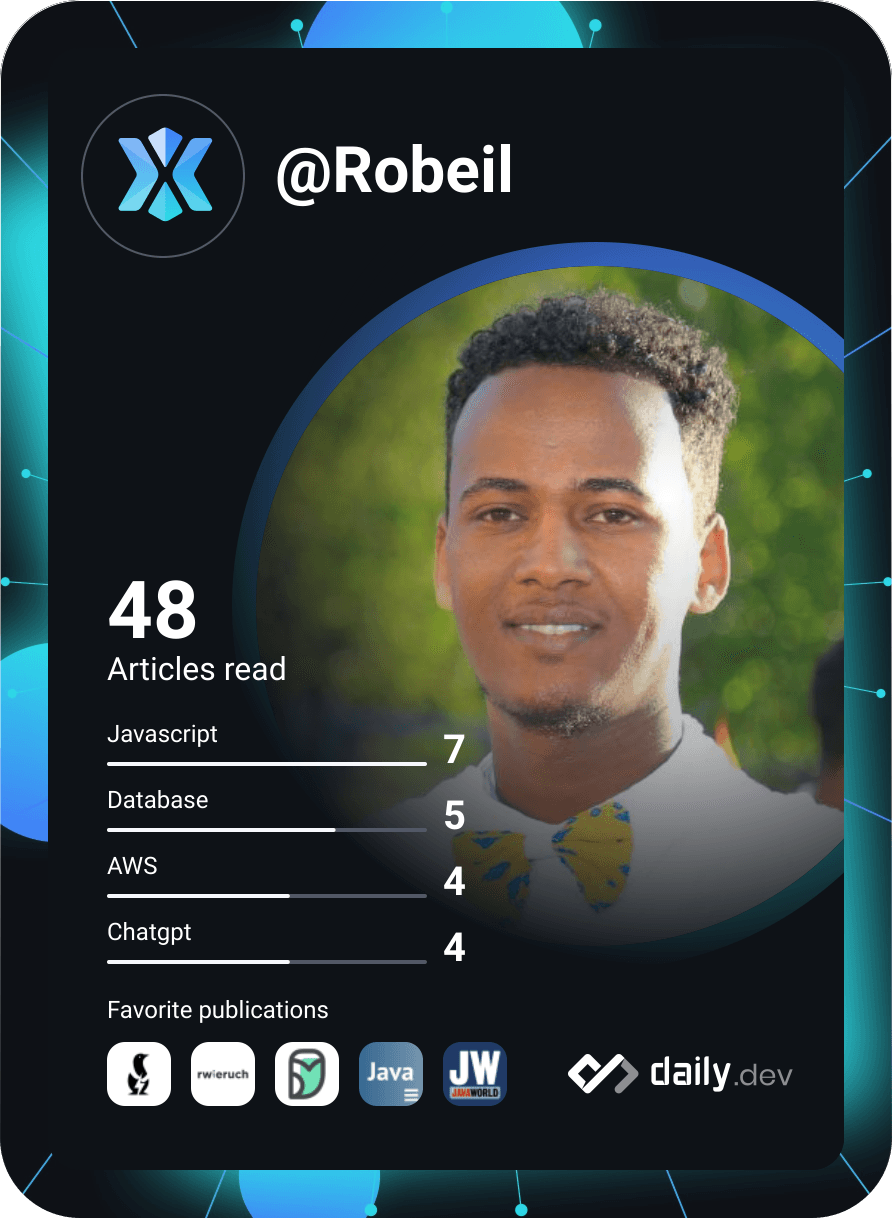 @Robeil
48
Articles read
Javascript
7
Database
5
AWS
4
Chatgpt
4
Favorite publications
rwieruch
Java
JW
JAVAWORLD
daily.dev